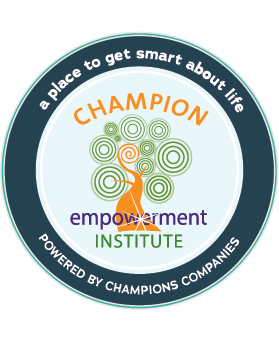 a place to get smart about life
CHAMPION
empowerment
INSTITUTE
POWERED BY CHAMPIONS COMPANIES